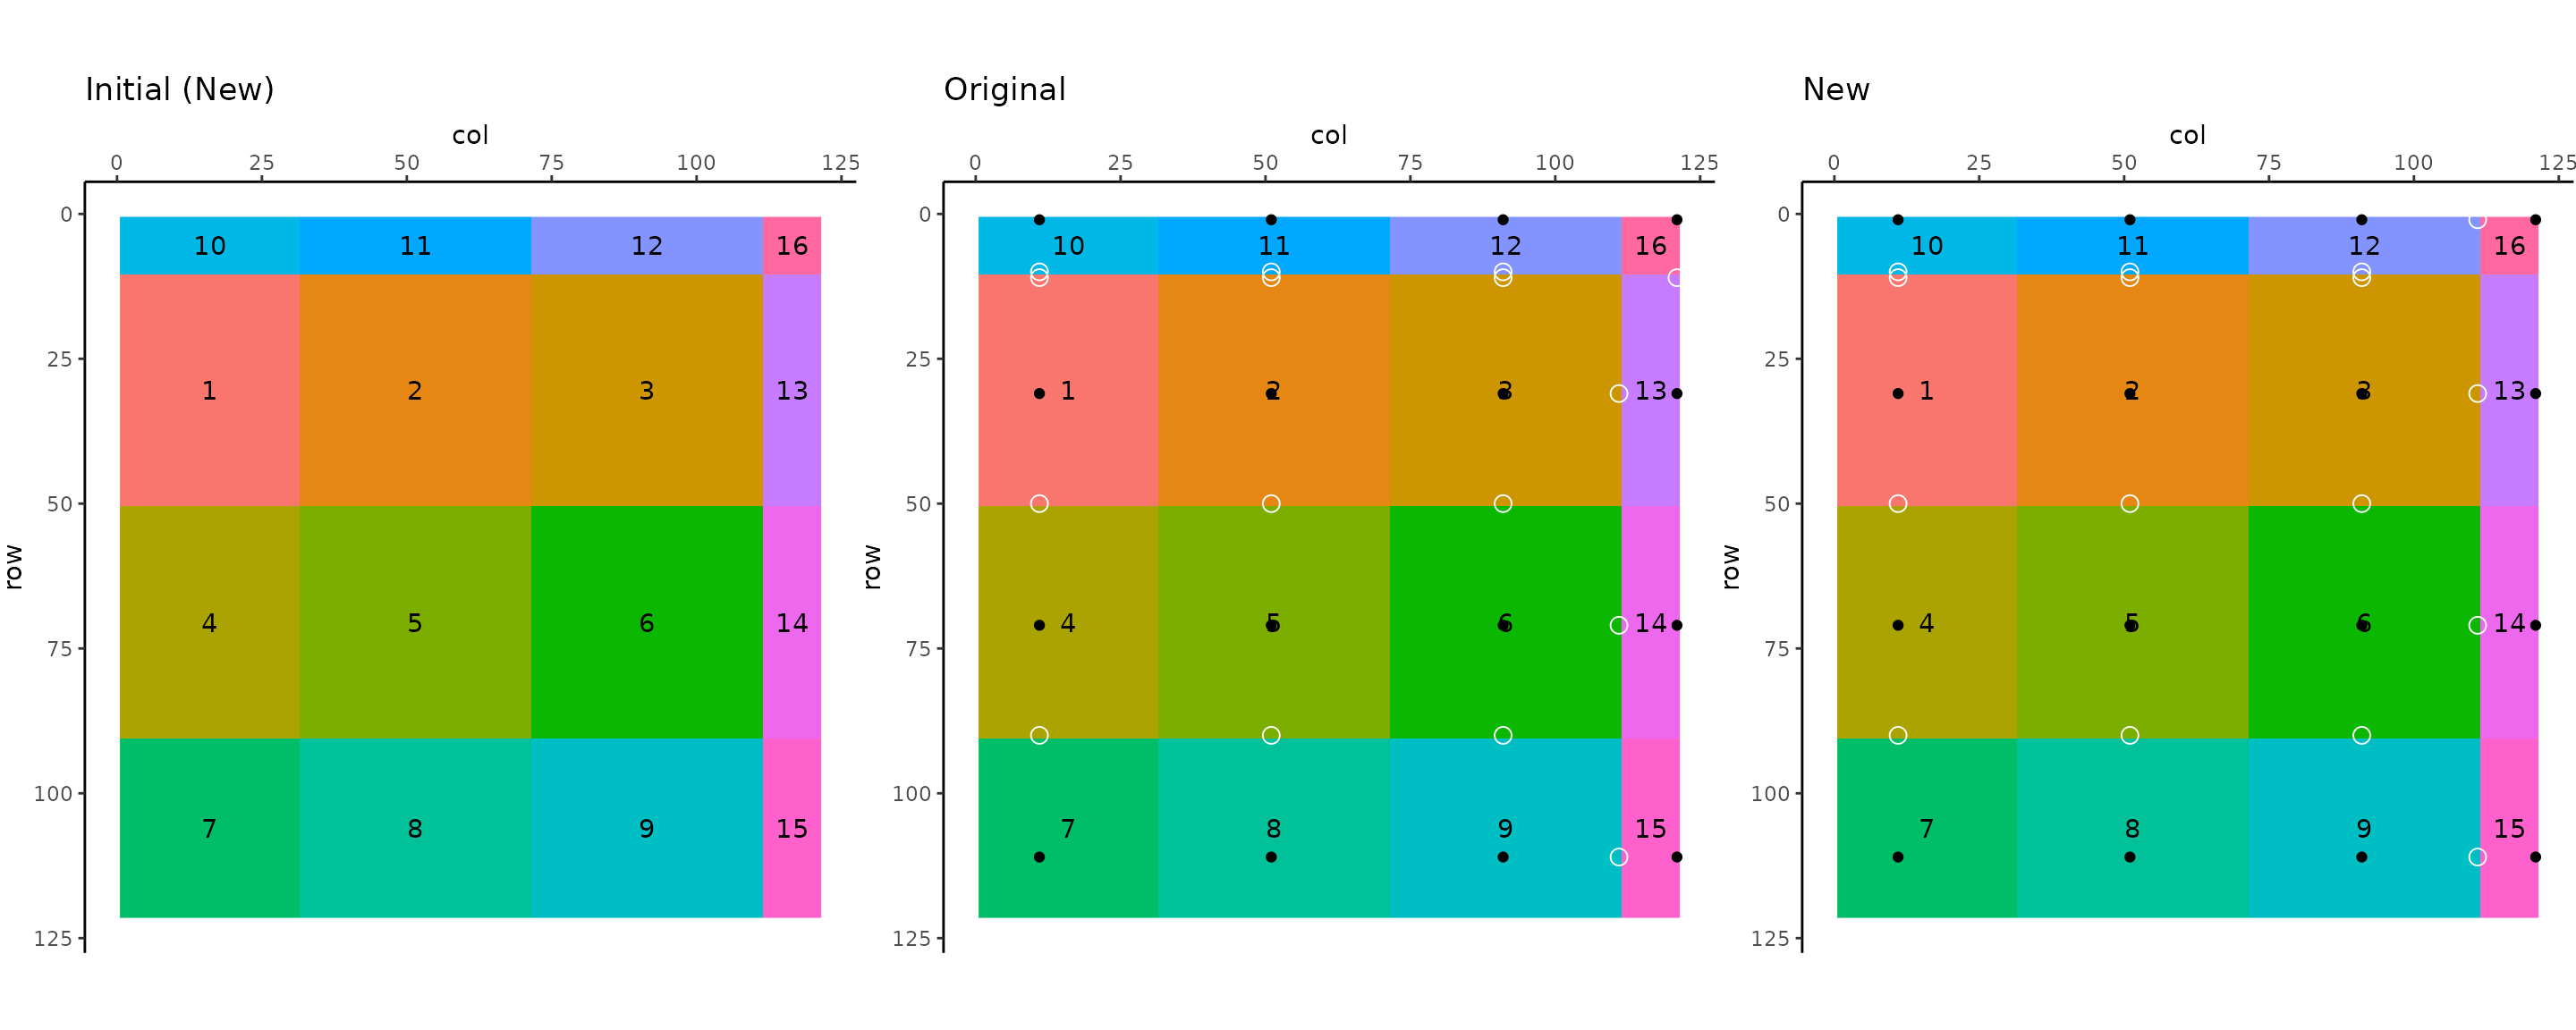 Initial (New) Original New
col col col
0 25 50 75 100 125 0 25 50 75 100 125 0 25 50 75 100 125
0 0 0
10 11 12 16 10 11 12 16 10 11 12 16
25 25 25
1 2 3 13 1 2 3 13 1 2 3 13
50 50 50
row row row
4 5 6 14 4 5 6 14 4 5 6 14
75 75 75
100 100 100
7 8 9 15 7 8 9 15 7 8 9 15
125 125 125